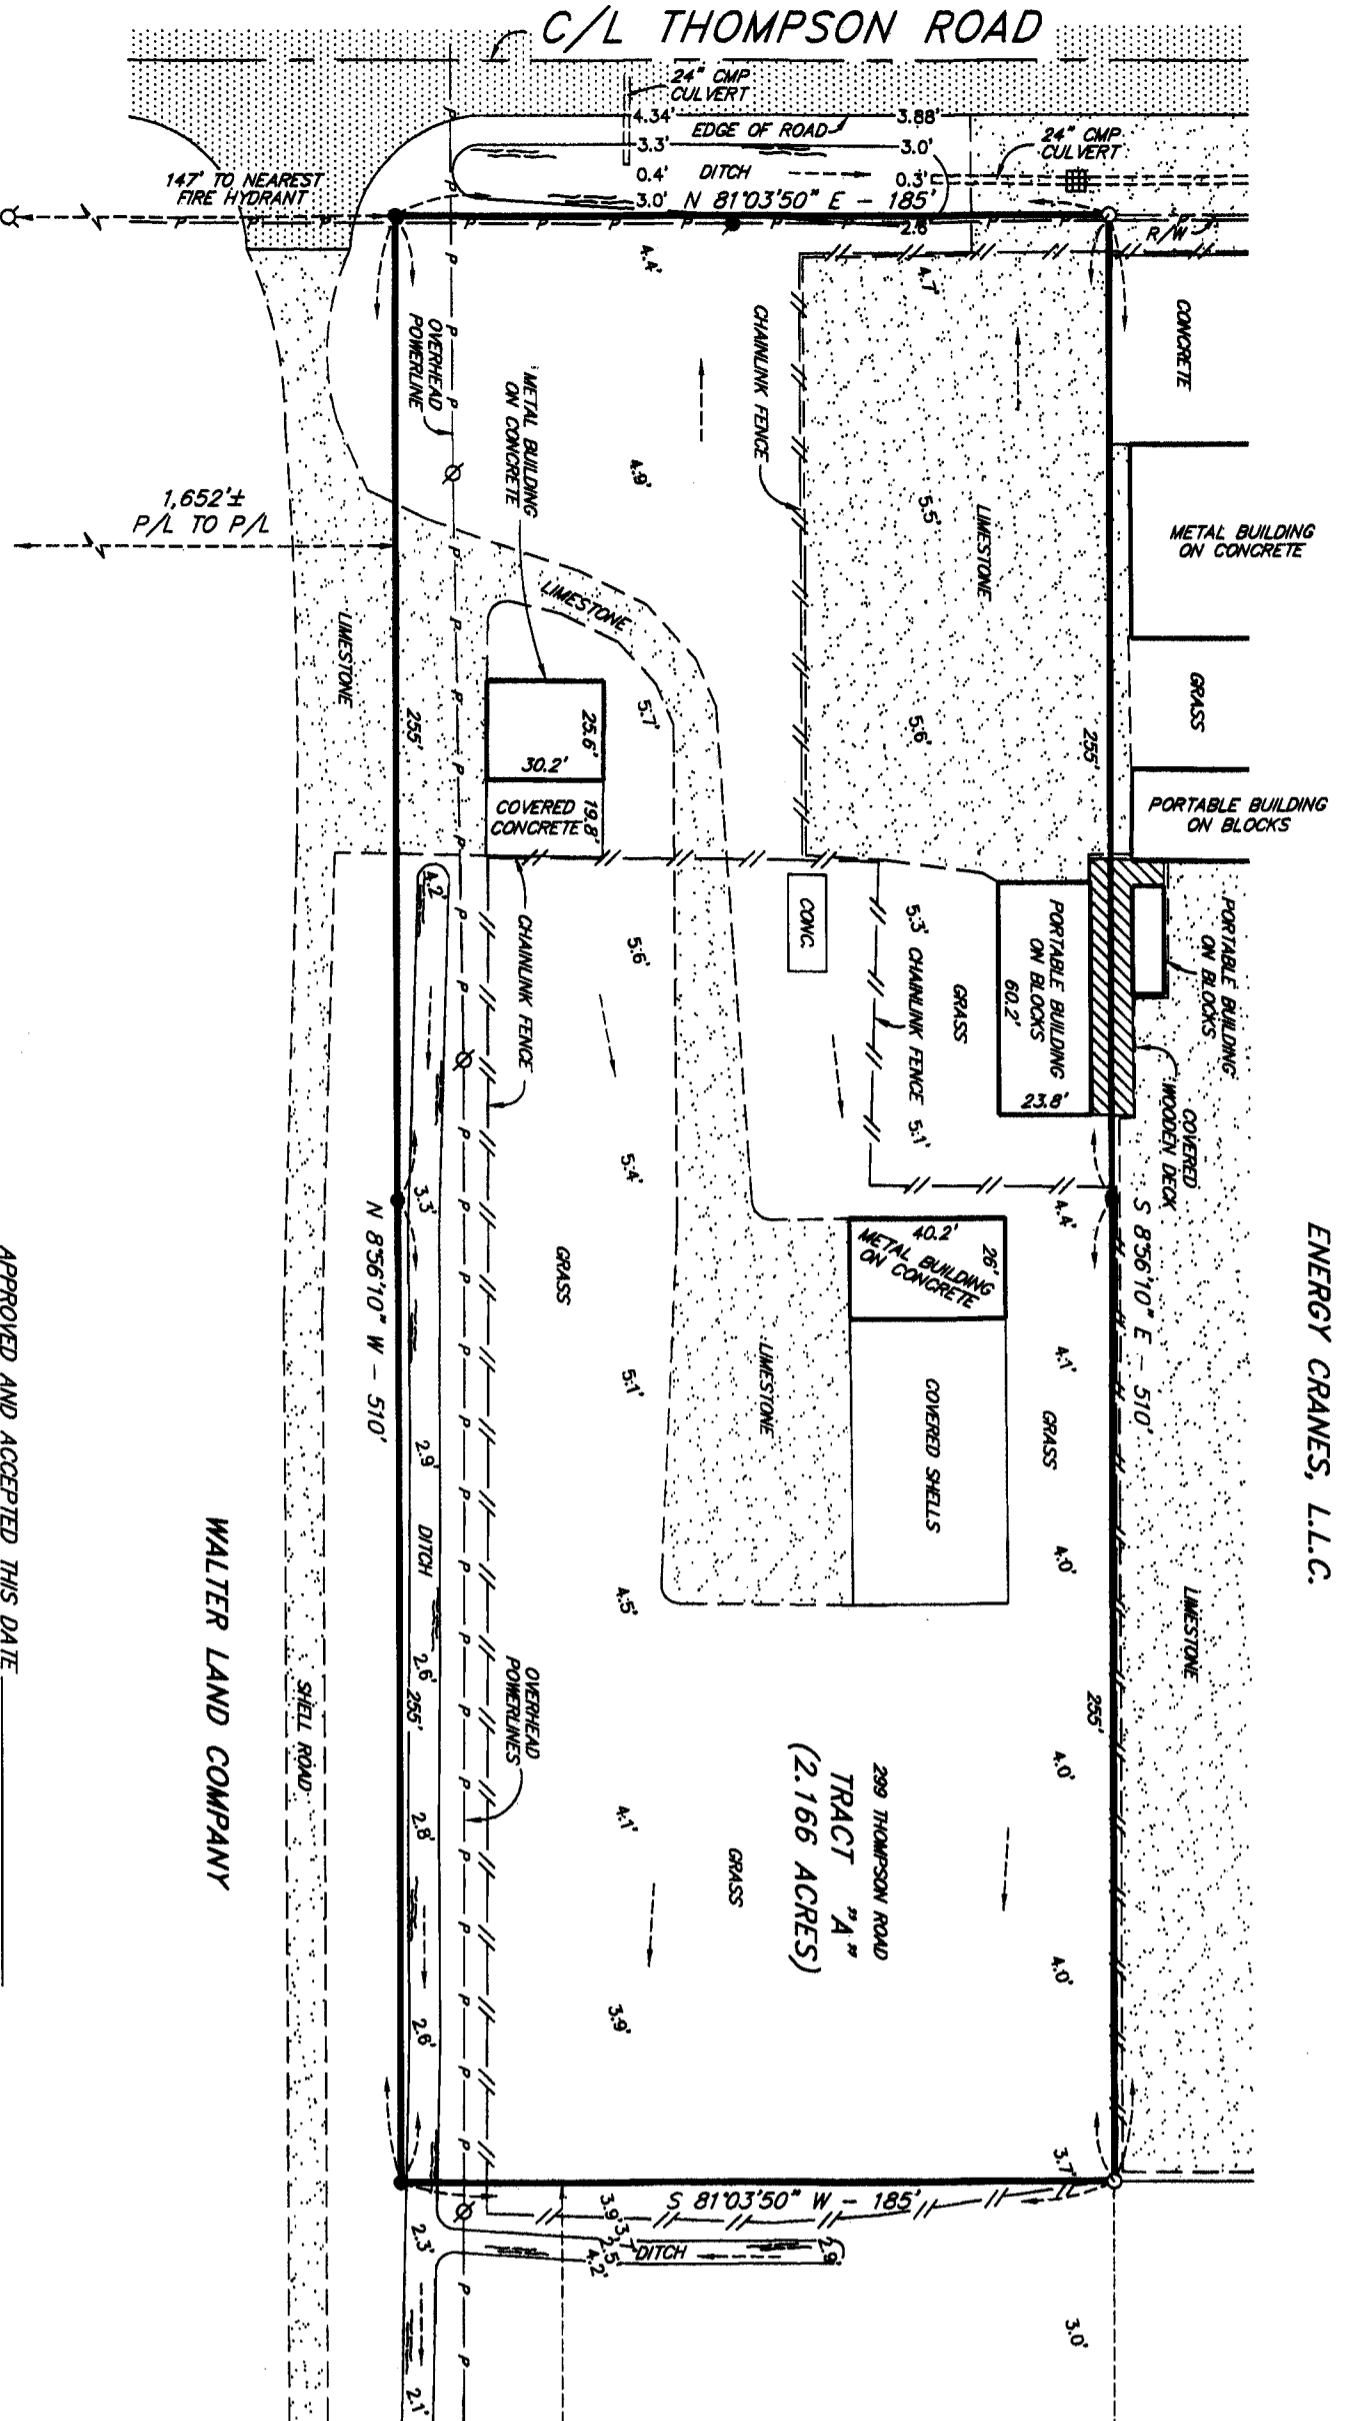 C/L THOMPSON ROAD
24" CMP
CULVERT
4.34'
EDGE OF ROAD
3.88'
24" CMP
CULVERT
3.3'
3.0'
147' TO NEAREST
FIRE HYDRANT
0.4'
DITCH
0.3'
3.0'
N 81°03'50" E - 185'
2.6'
R/W
4.4'
4.7'
CONCRETE
OVERHEAD
POWERLINE
CHAINLINK FENCE
METAL BUILDING
ON CONCRETE
4.9'
5.5'
LIMESTONE
METAL BUILDING
ON CONCRETE
1,652'±
P/L TO P/L
LIMESTONE
LIMESTONE
GRASS
255'
25.6'
30.2'
5.7'
5.6'
255'
COVERED
CONCRETE
19.8'
PORTABLE BUILDING
ON BLOCKS
4.2'
CHAINLINK FENCE
5.6'
CONC.
5.3'
CHAINLINK FENCE
5.1'
GRASS
PORTABLE BUILDING
ON BLOCKS
60.2'
23.8'
PORTABLE BUILDING
ON BLOCKS
COVERED
WOODEN DECK
3.3'
5.4'
4.4'
N 8°56'10" W - 510'
S 8°56'10" E - 510'
ENERGY CRANES, L.L.C.
GRASS
40.2'
26'
METAL BUILDING
ON CONCRETE
4.1'
5.1'
LIMESTONE
COVERED SHELLS
GRASS
2.9'
DITCH
4.5'
4.0'
LIMESTONE
APPROVED AND ACCEPTED THIS DATE
WALTER LAND COMPANY
SHELL ROAD
2.6'
255'
OVERHEAD
POWERLINES
255'
4.0'
299 THOMPSON ROAD
TRACT "A"
(2.166 ACRES)
2.8'
4.1'
GRASS
4.0'
2.6'
3.9'
3.7'
S 81°03'50" W - 185'
3.9'
3.7'
2.5'
4.2'
DITCH
2.9'
2.3'
3.0'
2.1'